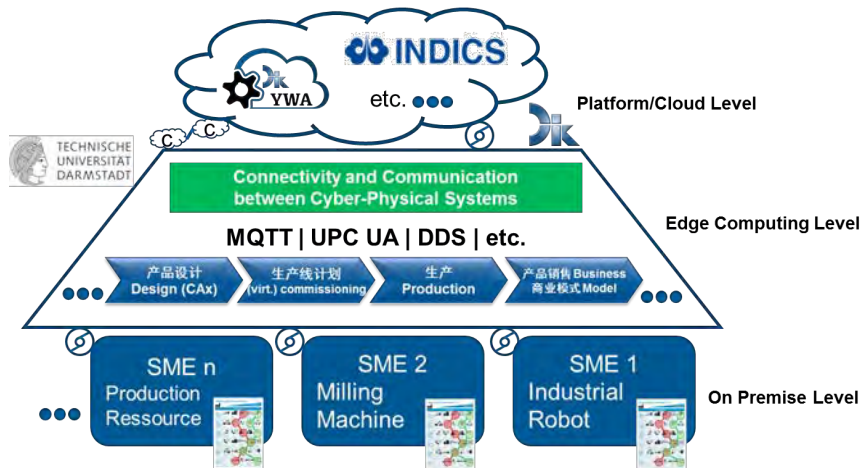 INDICS
DiK
YWA
etc.
Platform/Cloud Level
C C
DiK
TECHNISCHE
UNIVERSITÄT
DARMSTADT
Connectivity and Communication
between Cyber-Physical Systems
Edge Computing Level
MQTT | UPC UA | DDS | etc.
产品设计
Design (CAx)
生产线计划
(virt.) commissioning
生产
Production
产品销售 Business
商业模式 Model
SME n
Production
Ressource
SME 2
Milling
Machine
SME 1
Industrial
Robot
On Premise Level